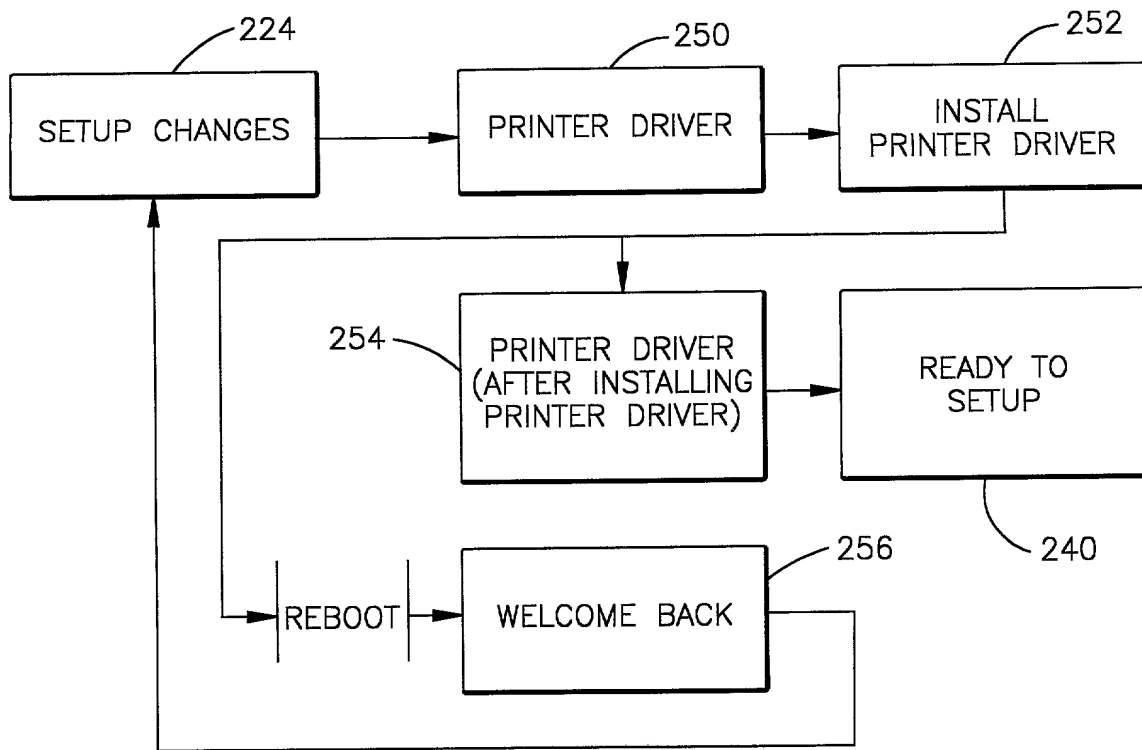 224
250
252
SETUP CHANGES
PRINTER DRIVER
INSTALL
PRINTER DRIVER
254
PRINTER DRIVER
(AFTER INSTALLING
PRINTER DRIVER)
READY TO
SETUP
240
256
REBOOT
WELCOME BACK